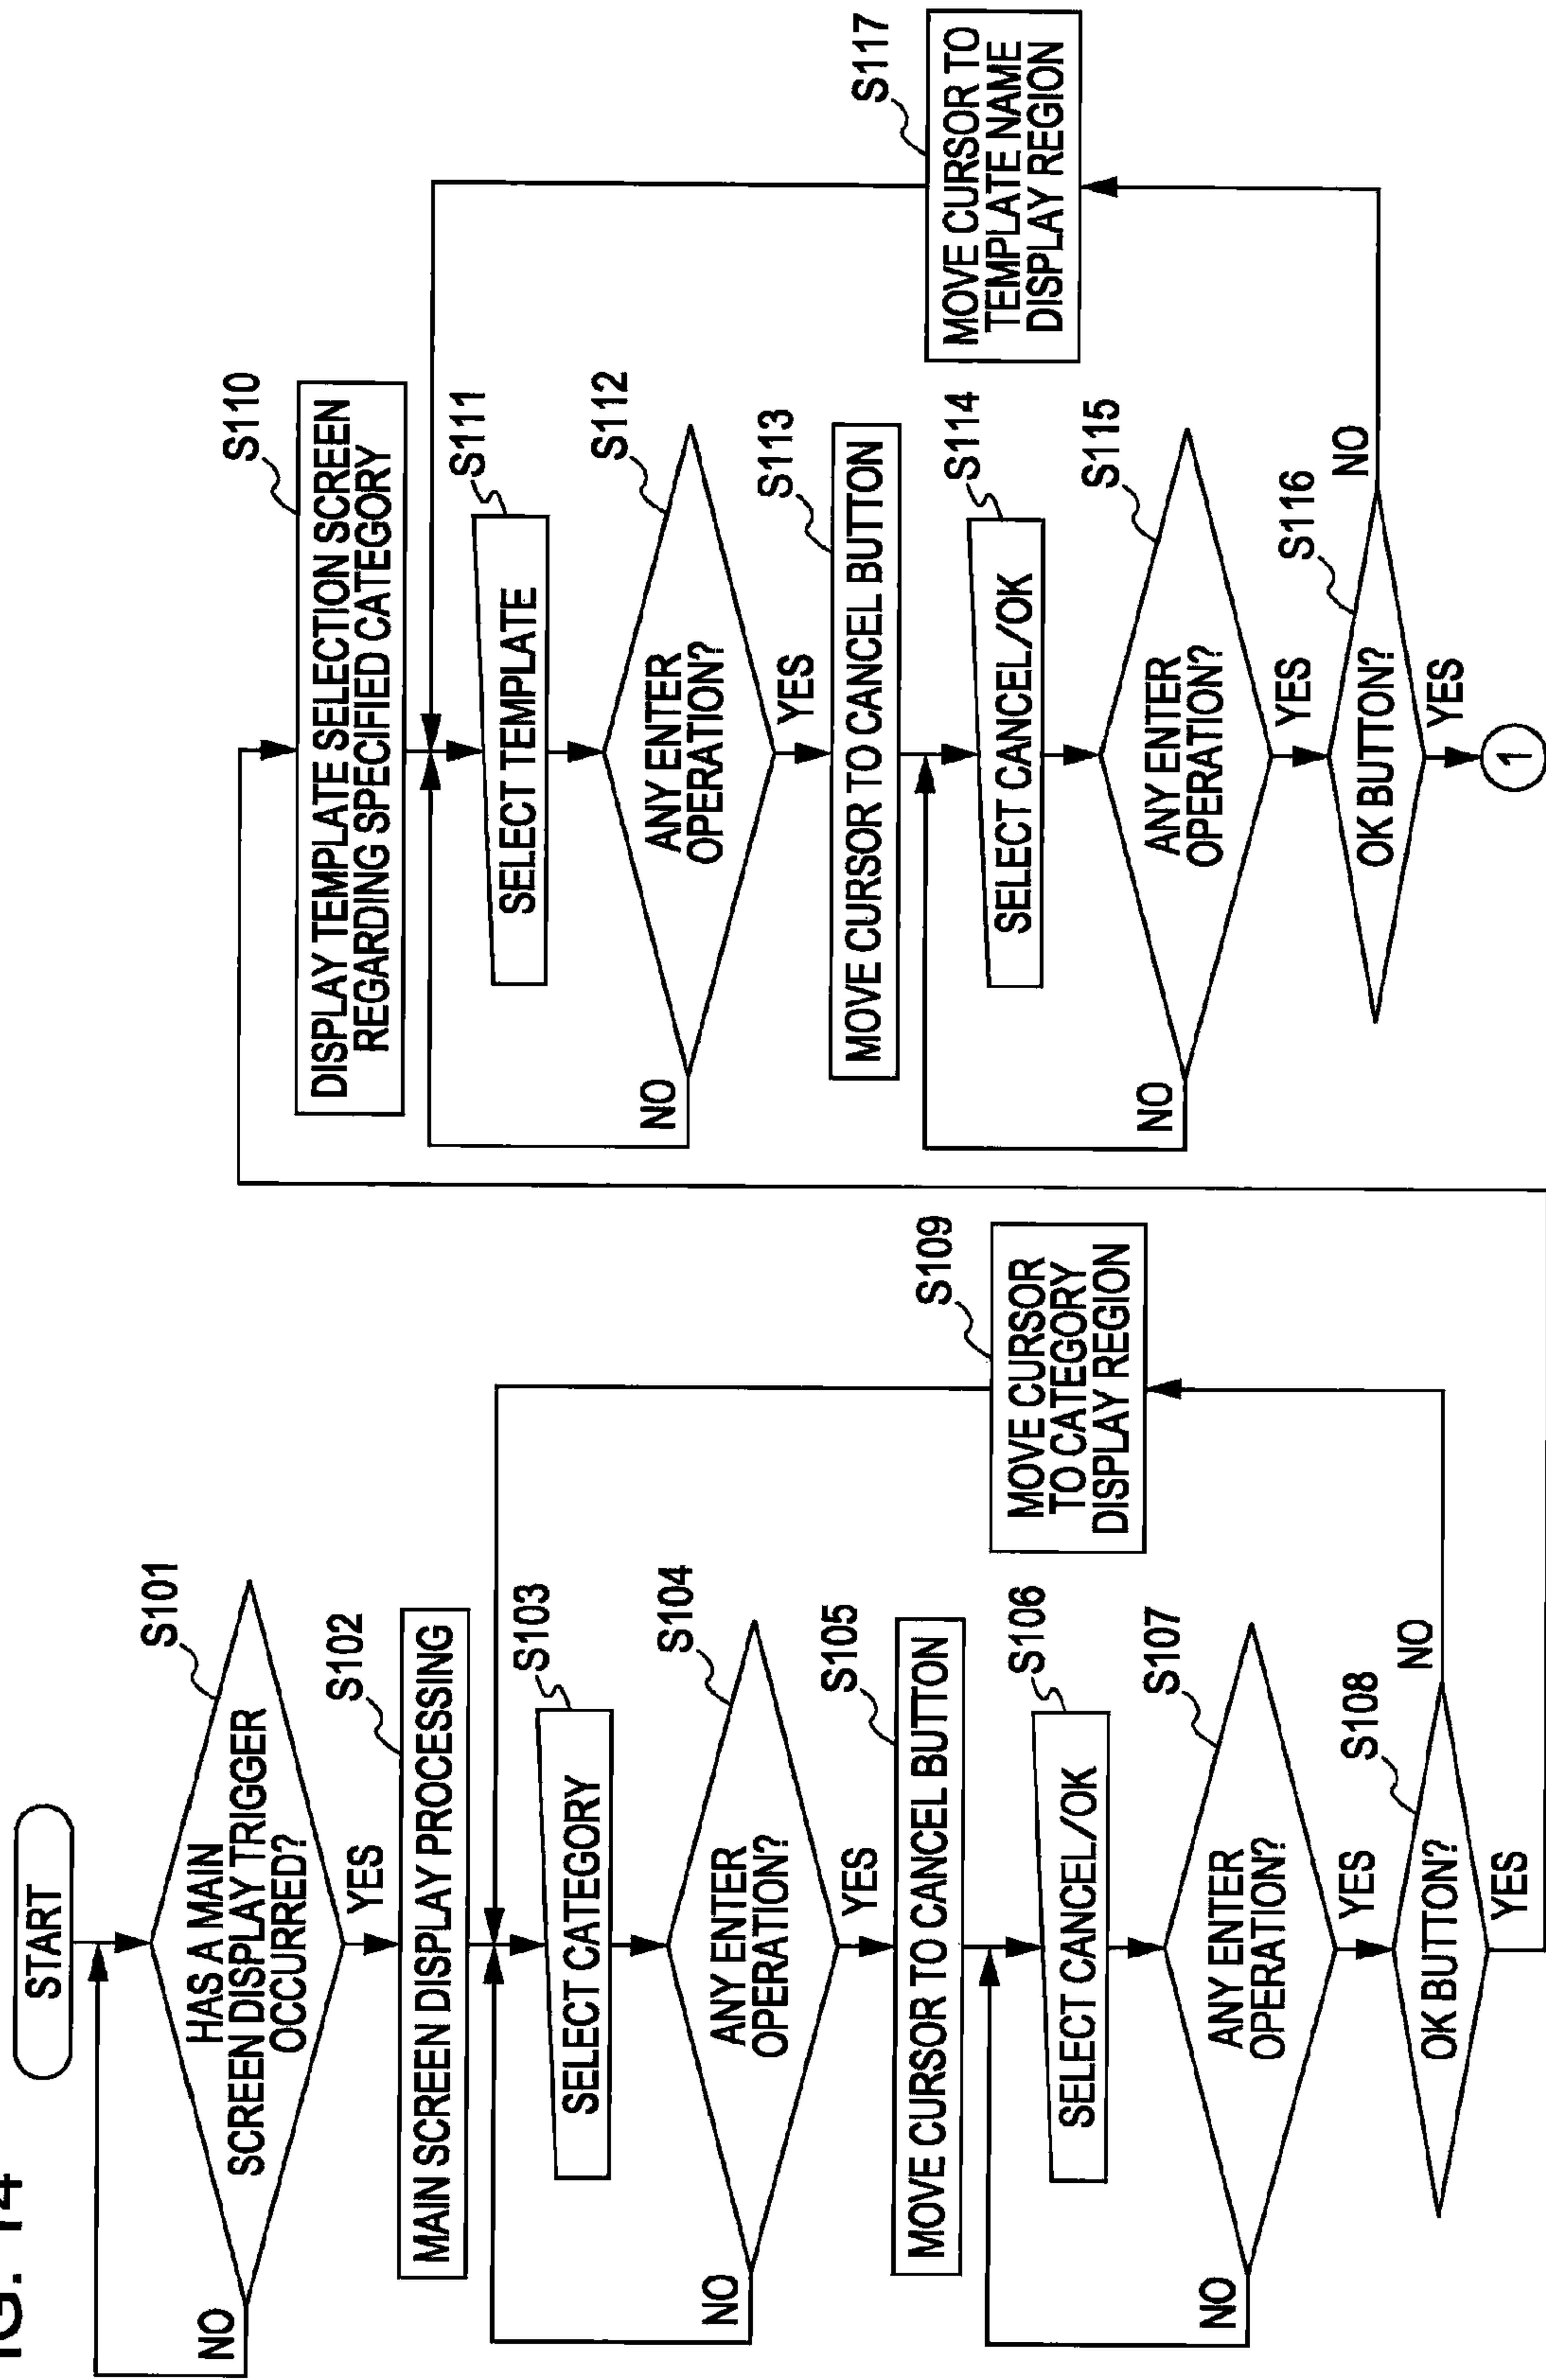 FIG. 14
START
S101
HAS A MAIN
SCREEN DISPLAY TRIGGER
OCCURRED?
NO
YES
S102
MAIN SCREEN DISPLAY PROCESSING
S103
SELECT CATEGORY
S104
ANY ENTER
OPERATION?
NO
YES
S105
MOVE CURSOR TO CANCEL BUTTON
S106
SELECT CANCEL/OK
S107
ANY ENTER
OPERATION?
NO
YES
S108
OK BUTTON?
NO
YES
S109
MOVE CURSOR
TO CATEGORY
DISPLAY REGION
S110
DISPLAY TEMPLATE SELECTION SCREEN
REGARDING SPECIFIED CATEGORY
S111
SELECT TEMPLATE
S112
ANY ENTER
OPERATION?
NO
YES
S113
MOVE CURSOR TO CANCEL BUTTON
S114
SELECT CANCEL/OK
S115
ANY ENTER
OPERATION?
NO
YES
S116
OK BUTTON?
NO
YES
1
S117
MOVE CURSOR TO
TEMPLATE NAME
DISPLAY REGION